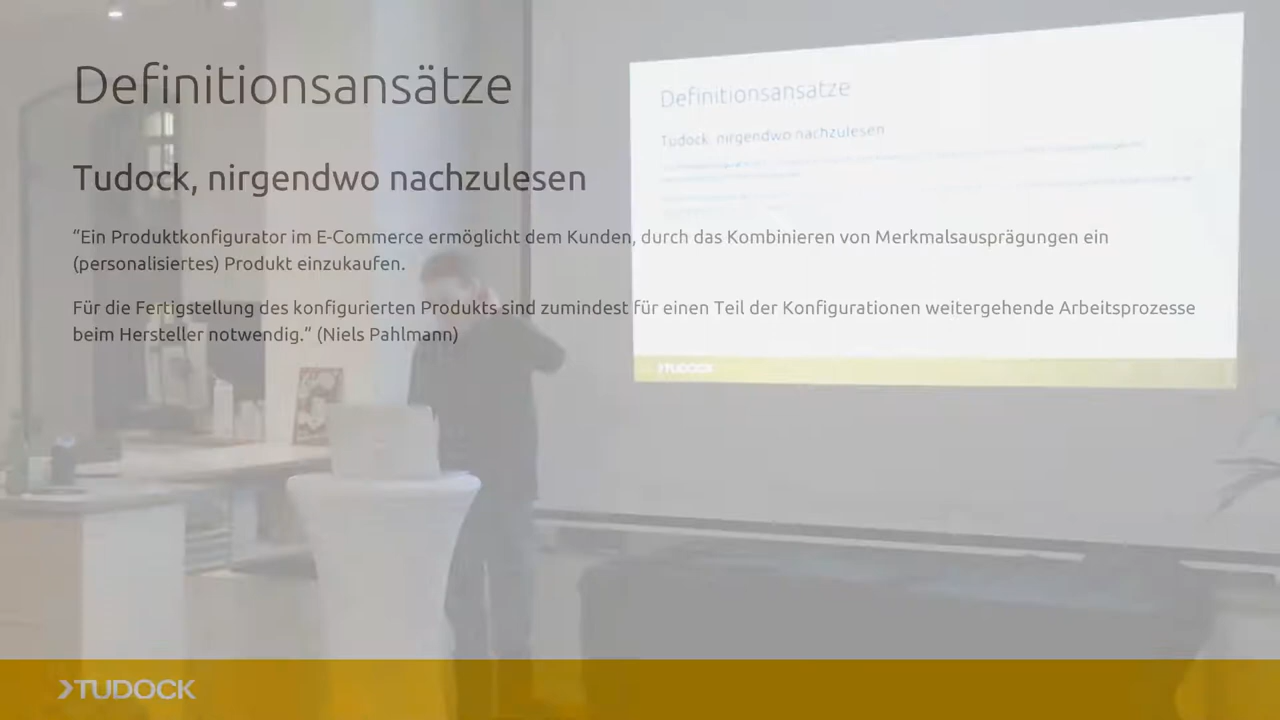 Definitionsansätze
Definitionsansätze
Tudock, nirgendwo nachzulesen
Tudock, nirgendwo nachzulesen
“Ein Produktkonfigurator im E-Commerce ermöglicht dem Kunden, durch das Kombinieren von Merkmalsausprägungen ein
(personalisiertes) Produkt einzukaufen.
Für die Fertigstellung des konfigurierten Produkts sind zumindest für einen Teil der Konfigurationen weitergehende Arbeitsprozesse
beim Hersteller notwendig.” (Niels Pahlmann)
TUDOCK
TUDOCK